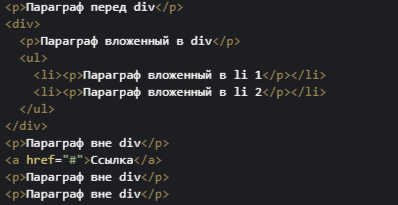 <p>Параграф перед div</p>
<div>
<p>Параграф вложенный в div</p>
<ul>
<li><p>Параграф вложенный в li 1</p></li>
<li><p>Параграф вложенный в li 2</p></li>
</ul>
</div>
<p>Параграф вне div</p>
<a href="#">Ссылка</a>
<p>Параграф вне div</p>
<p>Параграф вне div</p>